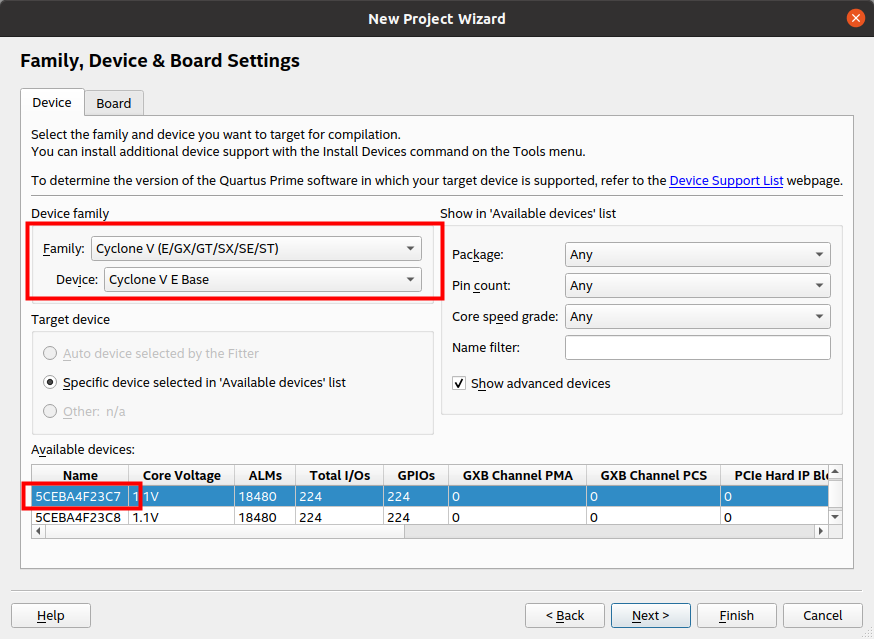 New Project Wizard
Family, Device & Board Settings
Device Board
Select the family and device you want to target for compilation.
You can install additional device support with the Install Devices command on the Tools menu.
To determine the version of the Quartus Prime software in which your target device is supported, refer to the Device Support List webpage.
Device family
Family: Cyclone V (E/GX/GT/SX/SE/ST)
Device: Cyclone V E Base
Show in 'Available devices' list
Package: Any
Pin count: Any
Core speed grade: Any
Name filter:
Show advanced devices
Target device
Auto device selected by the Fitter
Specific device selected in 'Available devices' list
Other: n/a
Available devices:
Name Core Voltage ALMs Total I/Os GPIOs GXB Channel PMA GXB Channel PCS PCIe Hard IP Blo
5CEBA4F23C7 1.1V 18480 224 224 0 0 0
5CEBA4F23C8 1.1V 18480 224 224 0 0 0
Help < Back Next > Finish Cancel